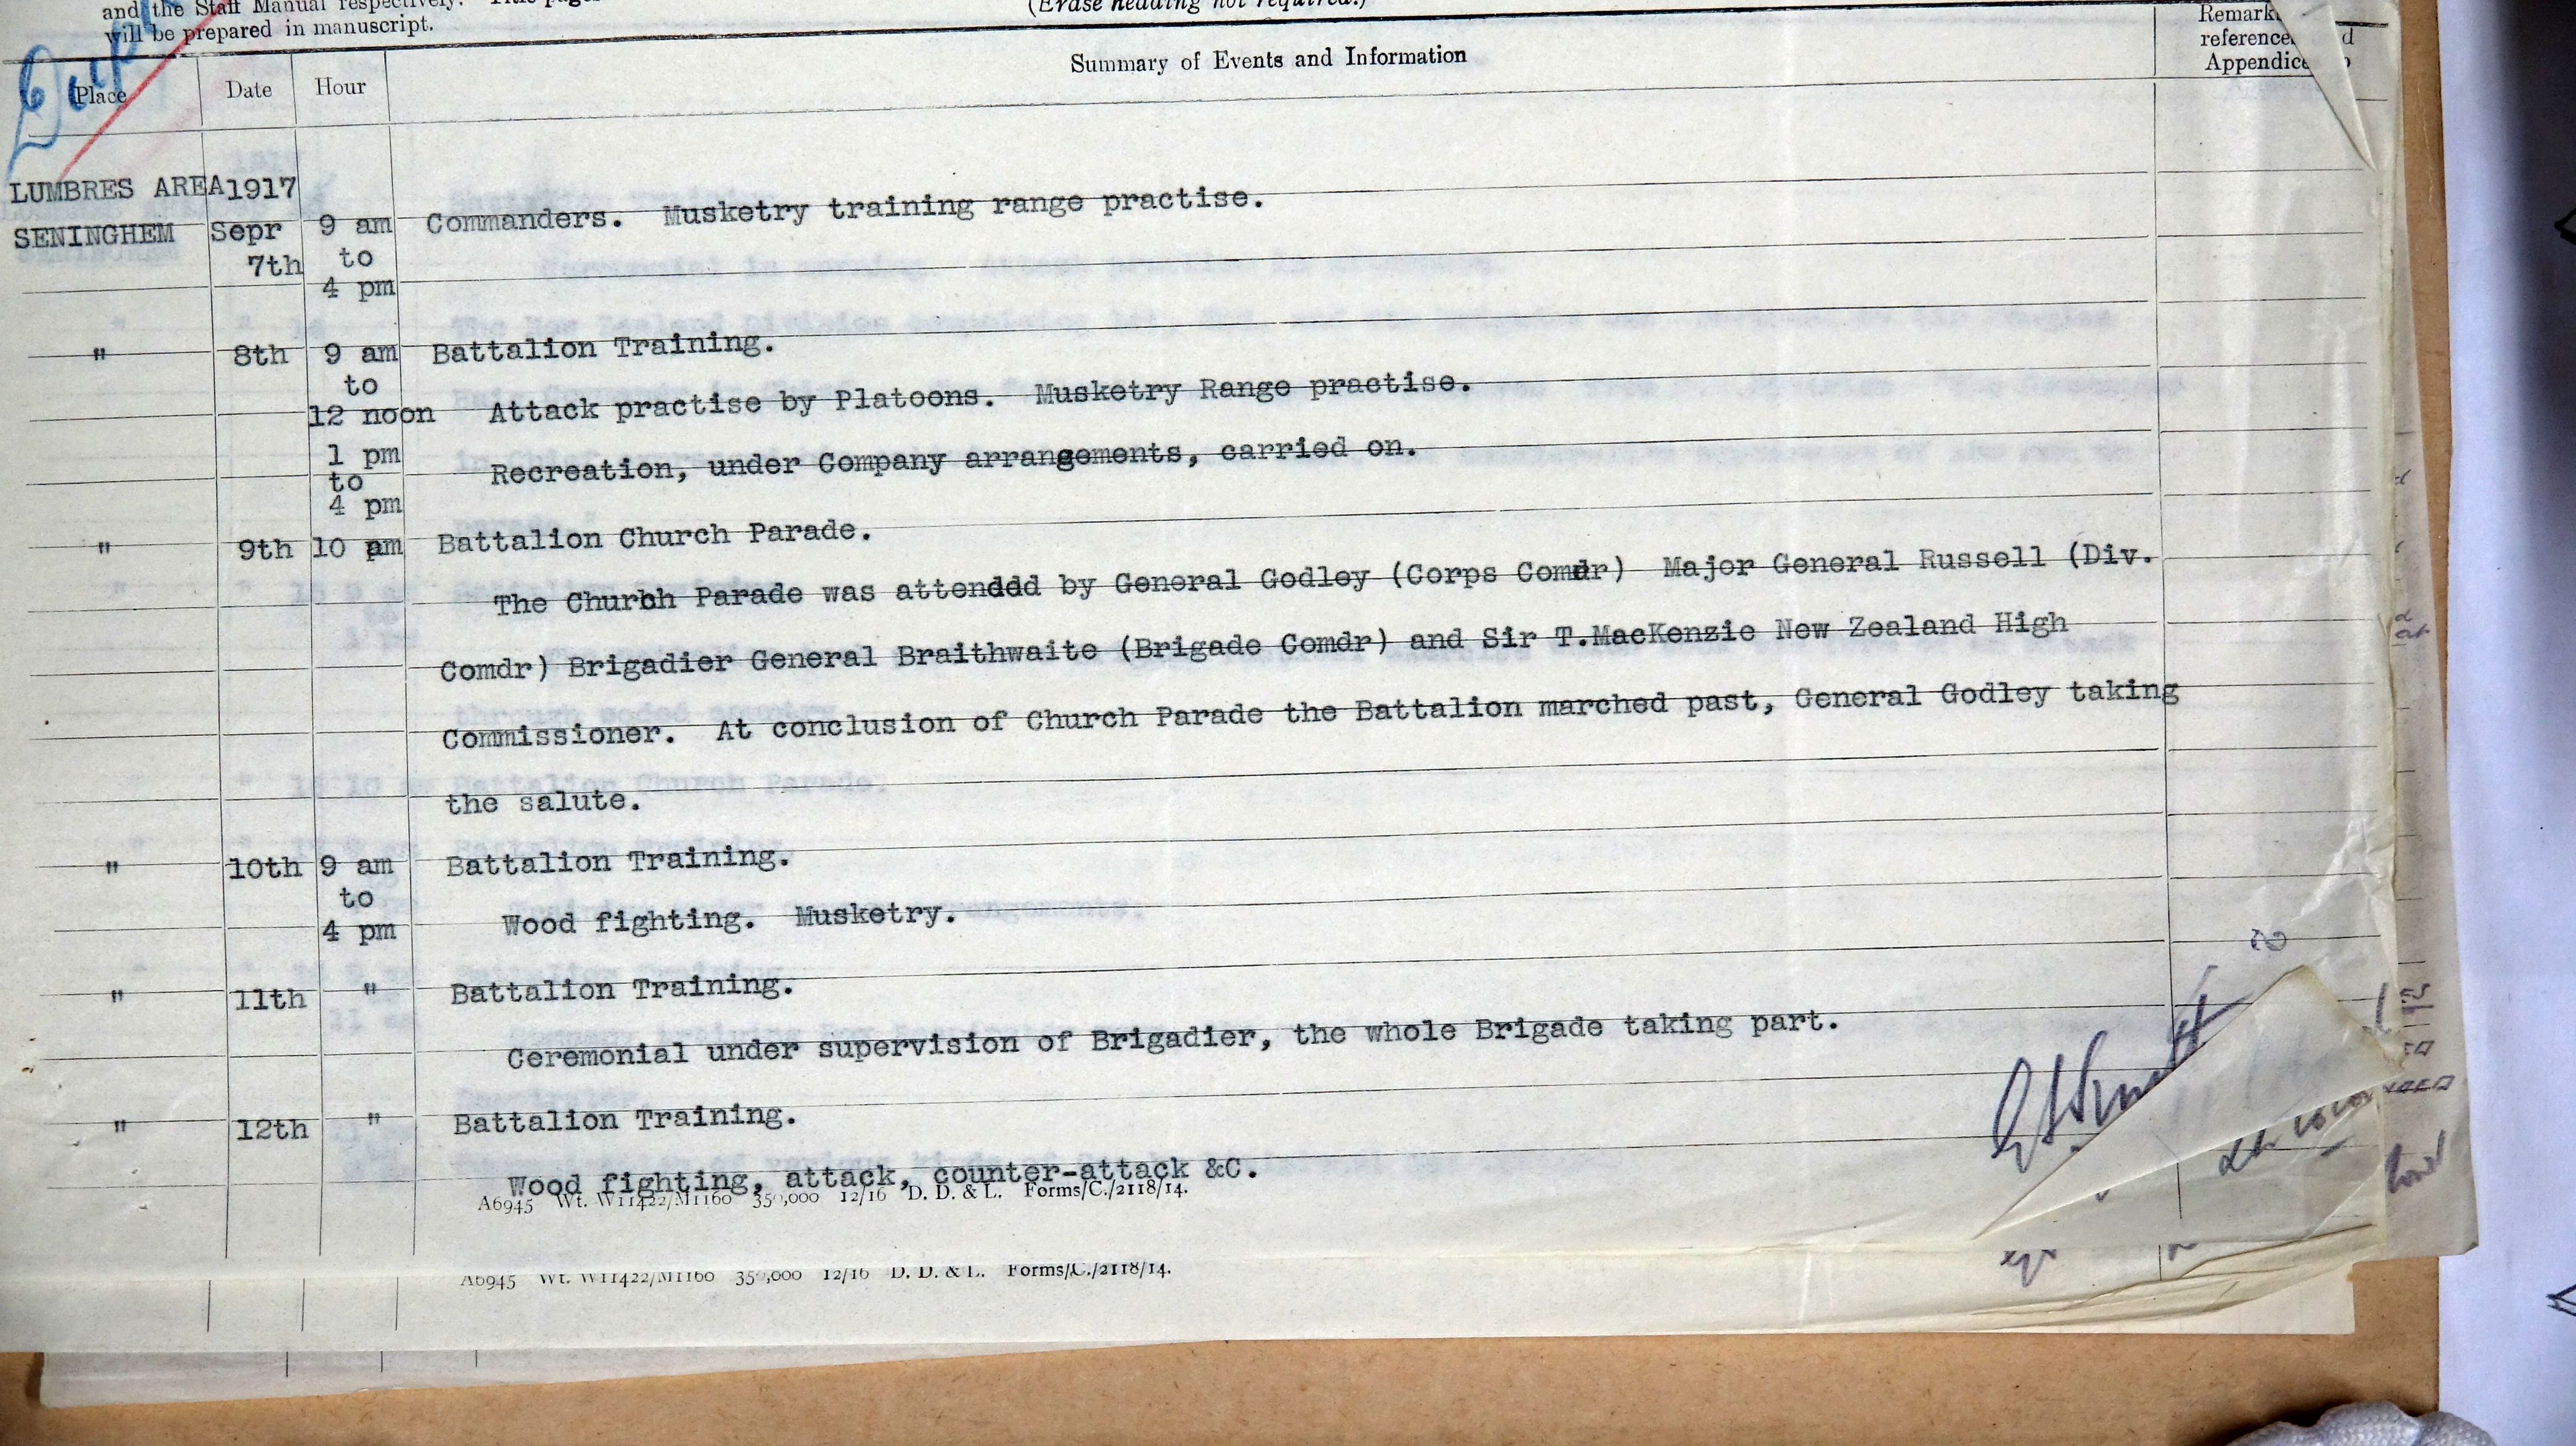 and the Staff Manual respectively.
(Erase heading not required.)
will be prepared in manuscript.
Place Date Hour Summary of Events and Information
Appendice
LUMBRES AREA 1917
SENINGHEM Sepr 9 am Commanders. Musketry training range practise.
7th to
4 pm
" 8th 9 am Battalion Training.
to
12 noon Attack practise by Platoons. Musketry Range practise.
1 pm
to Recreation, under Company arrangements, carried on.
4 pm
" 9th 10 am Battalion Church Parade.
The Church Parade was attenddd by General Godley (Corps Comdr) Major General Russell (Div.
Comdr) Brigadier General Braithwaite (Brigade Comdr) and Sir T.MacKenzie New Zealand High
Commissioner. At conclusion of Church Parade the Battalion marched past, General Godley taking
the salute.
" 10th 9 am Battalion Training.
to
4 pm Wood fighting. Musketry.
" 11th " Battalion Training.
Ceremonial under supervision of Brigadier, the whole Brigade taking part.
" 12th " Battalion Training.
Wood fighting, attack, counter-attack &C.
A6945 Wt. W11422/M1160 350,000 12/16 D. D. & L. Forms/C./2118/14.
A6945 Wt. W11422/M1160 350,000 12/16 D. D. & L. Forms/C./2118/14.